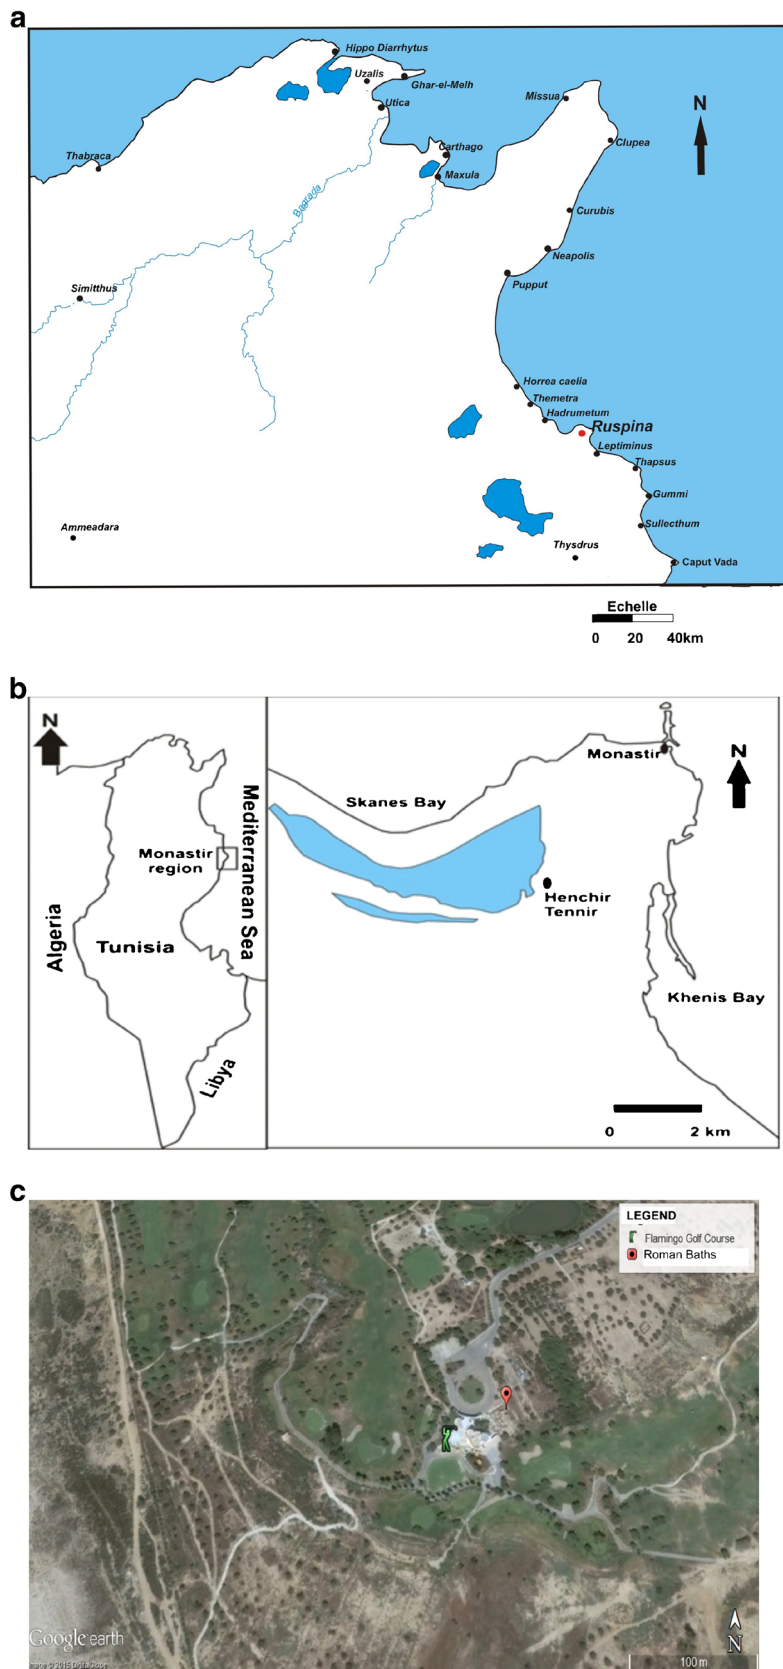 a
Hippo Diarrhytus
Uzalis
Ghar-el-Melh
Utica
Missua
N
Carthago
Clupea
Thabraca
Maxula
Bagrada
Curubis
Neapolis
Simitthus
Pupput
Horrea caelia
Themetra
Hadrumetum
Ruspina
Leptiminus
Thapsus
Gummi
Sullecthum
Ammeadara
Thysdrus
Caput Vada
Echelle
0 20 40km
b
N
Monastir
region
Mediterranean Sea
Algeria
Tunisia
Libya
Skanes Bay
Monastir
N
Henchir
Tennir
Khenis Bay
0 2 km
c
LEGEND
Flamingo Golf Course
Roman Baths
Google earth
N
100 m